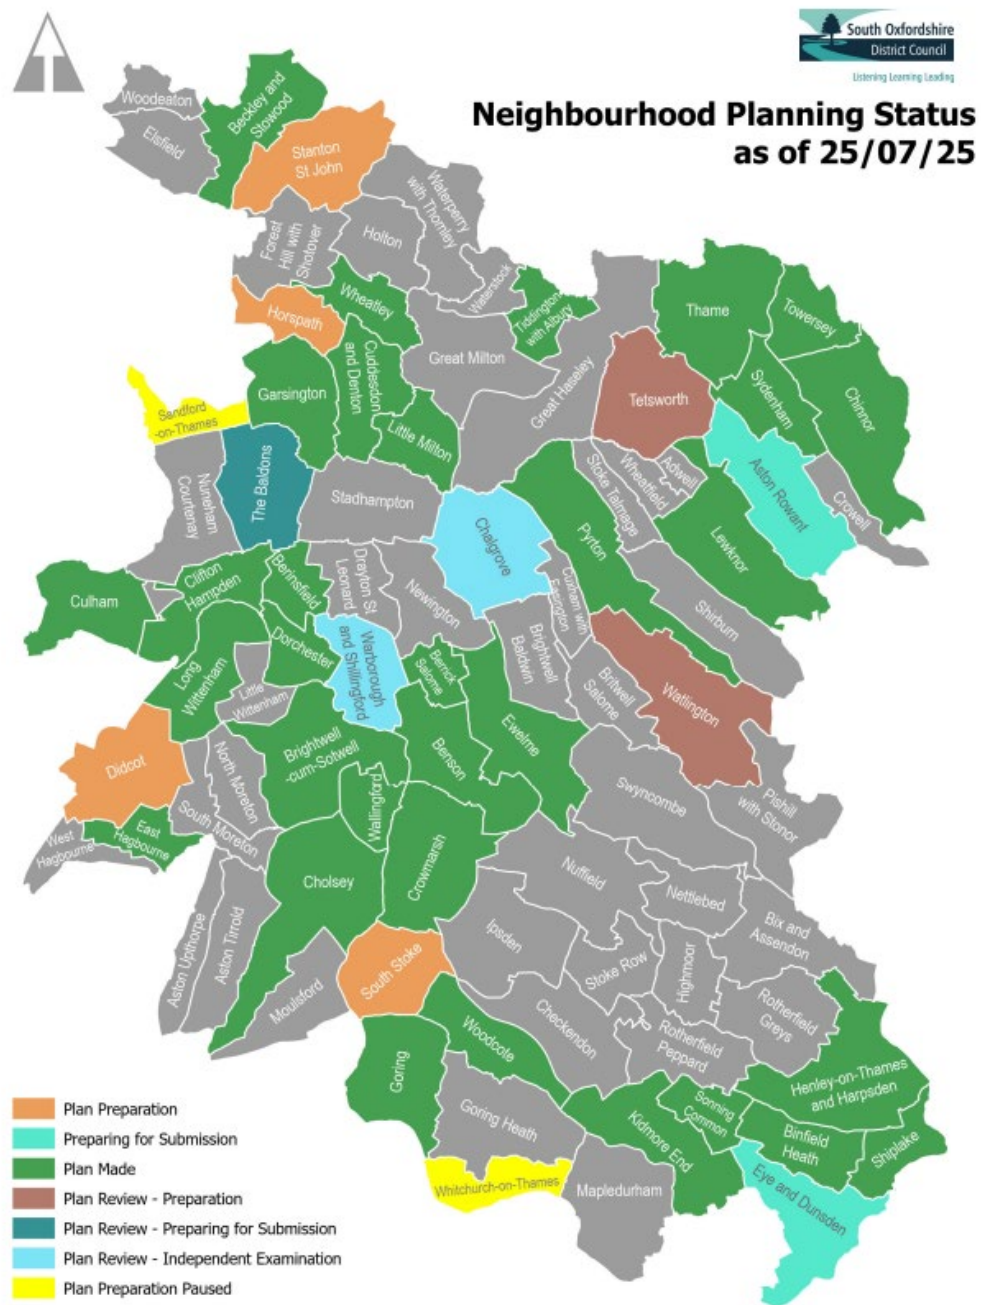 South Oxfordshire
District Council
Listening Learning Leading
Neighbourhood Planning Status
as of 25/07/25
Woodeaton
Elsfield
Beckley and
Stowood
Stanton
St John
Forest
Hill with
Shotover
Holton
Waterperry
with Thomley
Waterstock
Tiddington-
with Albury
Wheatley
Horspath
Cuddesdon
and Denton
Garsington
Great Milton
Great Haseley
Little Milton
Thame
Towersey
Sydenham
Chinnor
Tetsworth
Sandford
-on-Thames
Nuneham
Courtenay
The Baldons
Stadhampton
Chalgrove
Stoke Talmage
Wheatfield
Adwell
Aston Rowant
Crowell
Lewknor
Pyrton
Shirburn
Culham
Clifton
Hampden
Berinsfield
Drayton St
Leonard
Newington
Cuxham with
Easington
Brightwell
Baldwin
Britwell
Salome
Watlington
Dorchester
Warborough
and Shillingford
Berrick
Salome
Ewelme
Benson
Long
Wittenham
Little
Wittenham
Brightwell
-cum-Sotwell
Wallingford
Didcot
North Moreton
South Moreton
East
Hagbourne
West
Hagbourne
Swyncombe
Pishill
with Stonor
Cholsey
Crowmarsh
Nuffield
Nettlebed
Bix and
Assendon
Aston Upthorpe
Aston Tirrold
Moulsford
South Stoke
Ipsden
Stoke Row
Highmoor
Checkendon
Rotherfield
Peppard
Rotherfield
Greys
Woodcote
Goring
Goring Heath
Henley-on-Thames
and Harpsden
Sonning
Common
Kidmore End
Binfield
Heath
Shiplake
Whitchurch-on-Thames
Mapledurham
Eye and Dunsden
Plan Preparation
Preparing for Submission
Plan Made
Plan Review - Preparation
Plan Review - Preparing for Submission
Plan Review - Independent Examination
Plan Preparation Paused